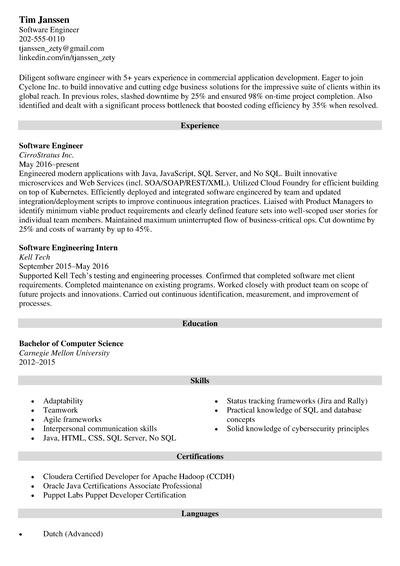 Tim Janssen
Software Engineer
202-555-0110
tjanssen_zety@gmail.com
linkedin.com/in/tjanssen_zety
Diligent software engineer with 5+ years experience in commercial application development. Eager to join
Cyclone Inc. to build innovative and cutting edge business solutions for the impressive suite of clients within its
global reach. In previous roles, slashed downtime by 25% and ensured 98% on-time project completion. Also
identified and dealt with a significant process bottleneck that boosted coding efficiency by 35% when resolved.
Experience
Software Engineer
CirroStratus Inc.
May 2016–present
Engineered modern applications with Java, JavaScript, SQL Server, and No SQL. Built innovative
microservices and Web Services (incl. SOA/SOAP/REST/XML). Utilized Cloud Foundry for efficient building
on top of Kubernetes. Efficiently deployed and integrated software engineered by team and updated
integration/deployment scripts to improve continuous integration practices. Liaised with Product Managers to
identify minimum viable product requirements and clearly defined feature sets into well-scoped user stories for
individual team members. Maintained maximum uninterrupted flow of business-critical ops. Cut downtime by
25% and costs of warranty by up to 45%.
Software Engineering Intern
Kell Tech
September 2015–May 2016
Supported Kell Tech’s testing and engineering processes. Confirmed that completed software met client
requirements. Completed maintenance on existing programs. Worked closely with product team on scope of
future projects and innovations. Carried out continuous identification, measurement, and improvement of
processes.
Education
Bachelor of Computer Science
Carnegie Mellon University
2012–2015
Skills
• Adaptability
• Teamwork
• Agile frameworks
• Interpersonal communication skills
• Java, HTML, CSS, SQL Server, No SQL
• Status tracking frameworks (Jira and Rally)
• Practical knowledge of SQL and database
concepts
• Solid knowledge of cybersecurity principles
Certifications
• Cloudera Certified Developer for Apache Hadoop (CCDH)
• Oracle Java Certifications Associate Professional
• Puppet Labs Puppet Developer Certification
Languages
• Dutch (Advanced)